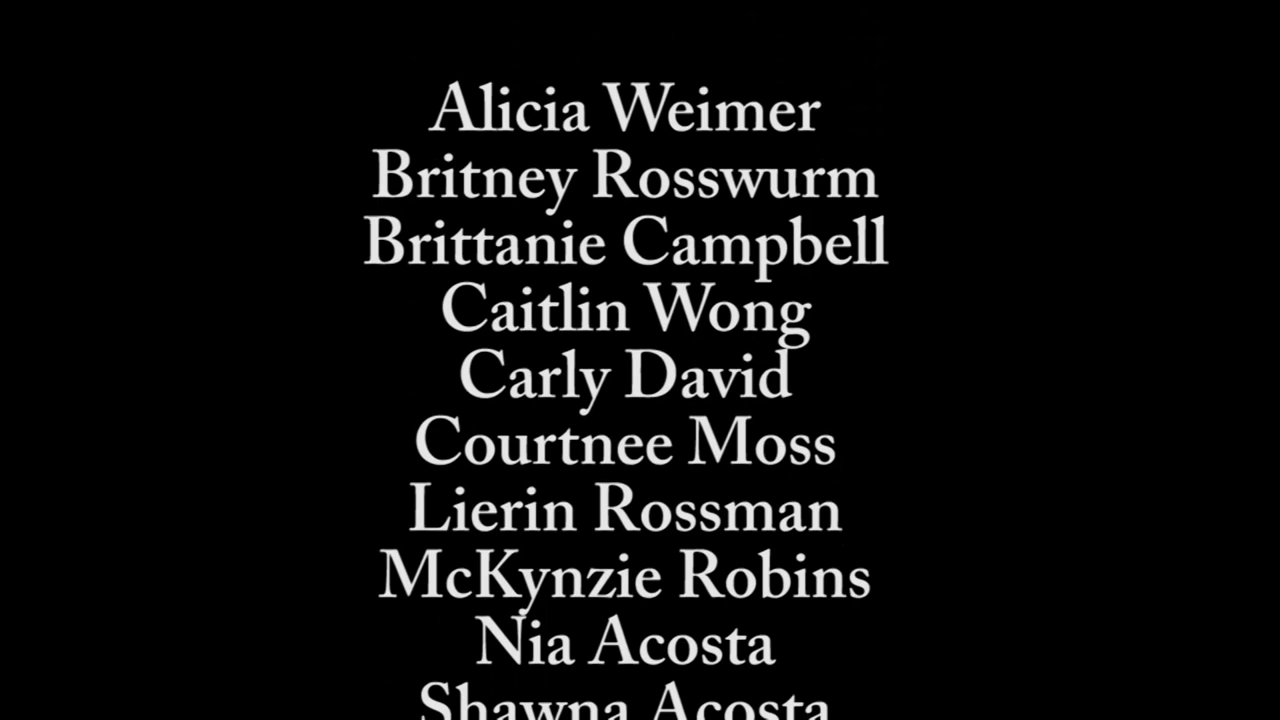 Alicia Weimer
Britney Rosswurm
Brittanie Campbell
Caitlin Wong
Carly David
Courtnee Moss
Lierin Rossman
McKynzie Robins
Nia Acosta
Shawna Acosta